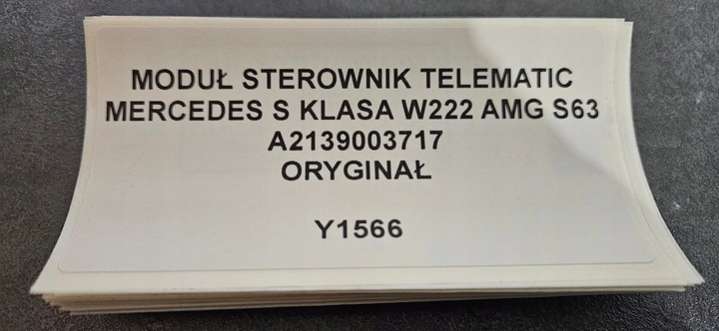 MODUŁ STEROWNIK TELEMATIC
MERCEDES S KLASA W222 AMG S63
A2139003717
ORYGINAŁ
Y1566